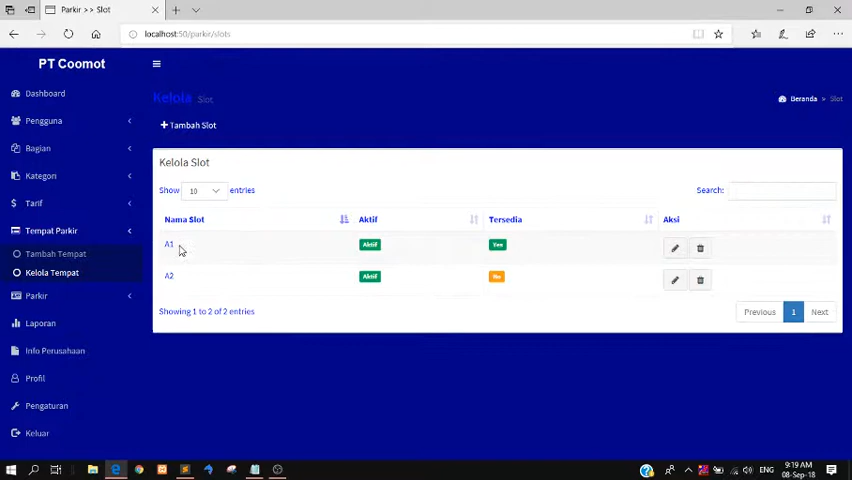 Parkir >> Slot
localhost:50/parkir/slots
PT Coomot
Kelola Slot
Beranda > Slot
Dashboard
Pengguna
Bagian
Kategori
Tarif
Tempat Parkir
Tambah Tempat
Kelola Tempat
Parkir
Laporan
Info Perusahaan
Profil
Pengaturan
Keluar
+ Tambah Slot
Kelola Slot
Show 10 entries
Search:
Nama Slot Aktif Tersedia Aksi
A1 Aktif Yes
A2 Aktif No
Showing 1 to 2 of 2 entries
Previous 1 Next
ENG
9:19 AM
08-Sep-18